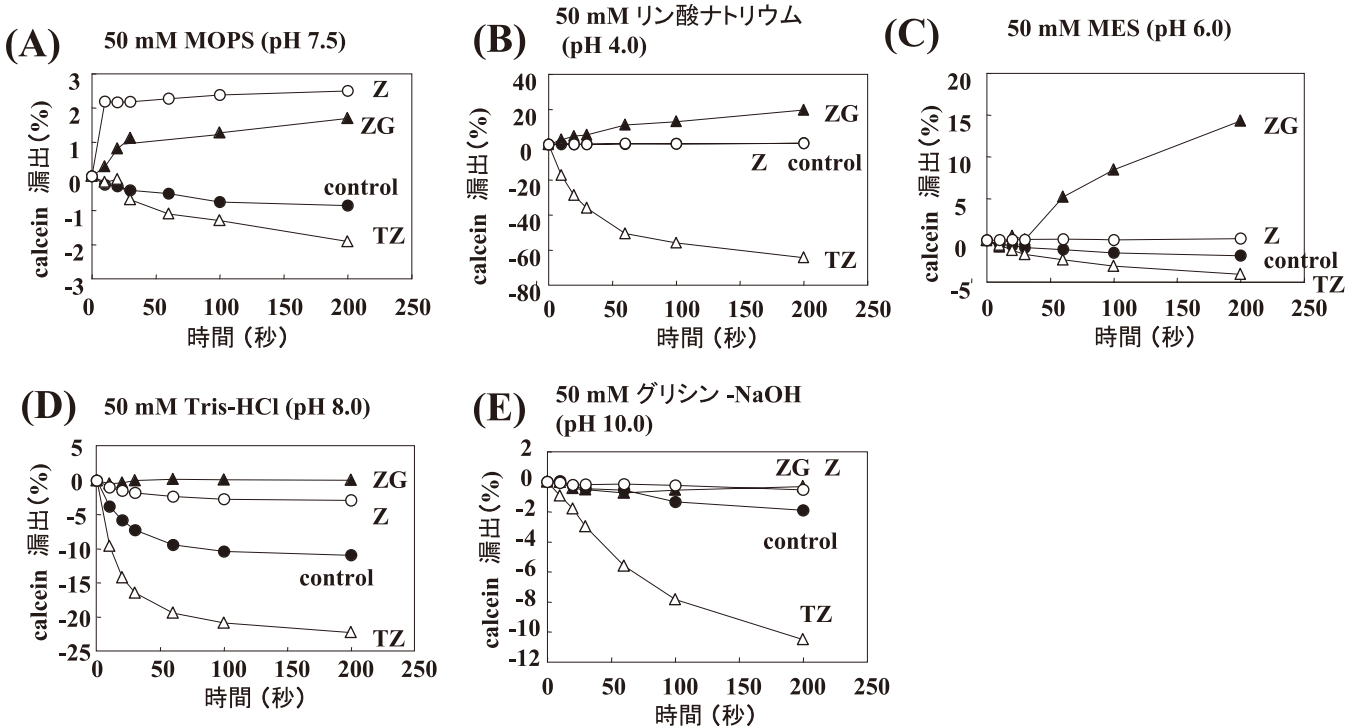 (A)
50 mM MOPS (pH 7.5)
calcein 漏出(%)
3
2
1
0
-1
-2
-3
0 50 100 150 200 250
時間 (秒)
Z
ZG
control
TZ
(B)
50 mM リン酸ナトリウム
(pH 4.0)
calcein 漏出(%)
40
20
0
-20
-40
-60
-80
0 50 100 150 200 250
時間 (秒)
ZG
Z control
TZ
(C)
50 mM MES (pH 6.0)
calcein 漏出(%)
20
15
10
5
0
-5
0 50 100 150 200 250
時間 (秒)
ZG
Z
control
TZ
(D)
50 mM Tris-HCl (pH 8.0)
calcein 漏出(%)
5
0
-5
-10
-15
-20
-25
0 50 100 150 200 250
時間 (秒)
ZG
Z
control
TZ
(E)
50 mM グリシン -NaOH
(pH 10.0)
calcein 漏出(%)
2
0
-2
-4
-6
-8
-10
-12
0 50 100 150 200 250
時間 (秒)
ZG Z
control
TZ